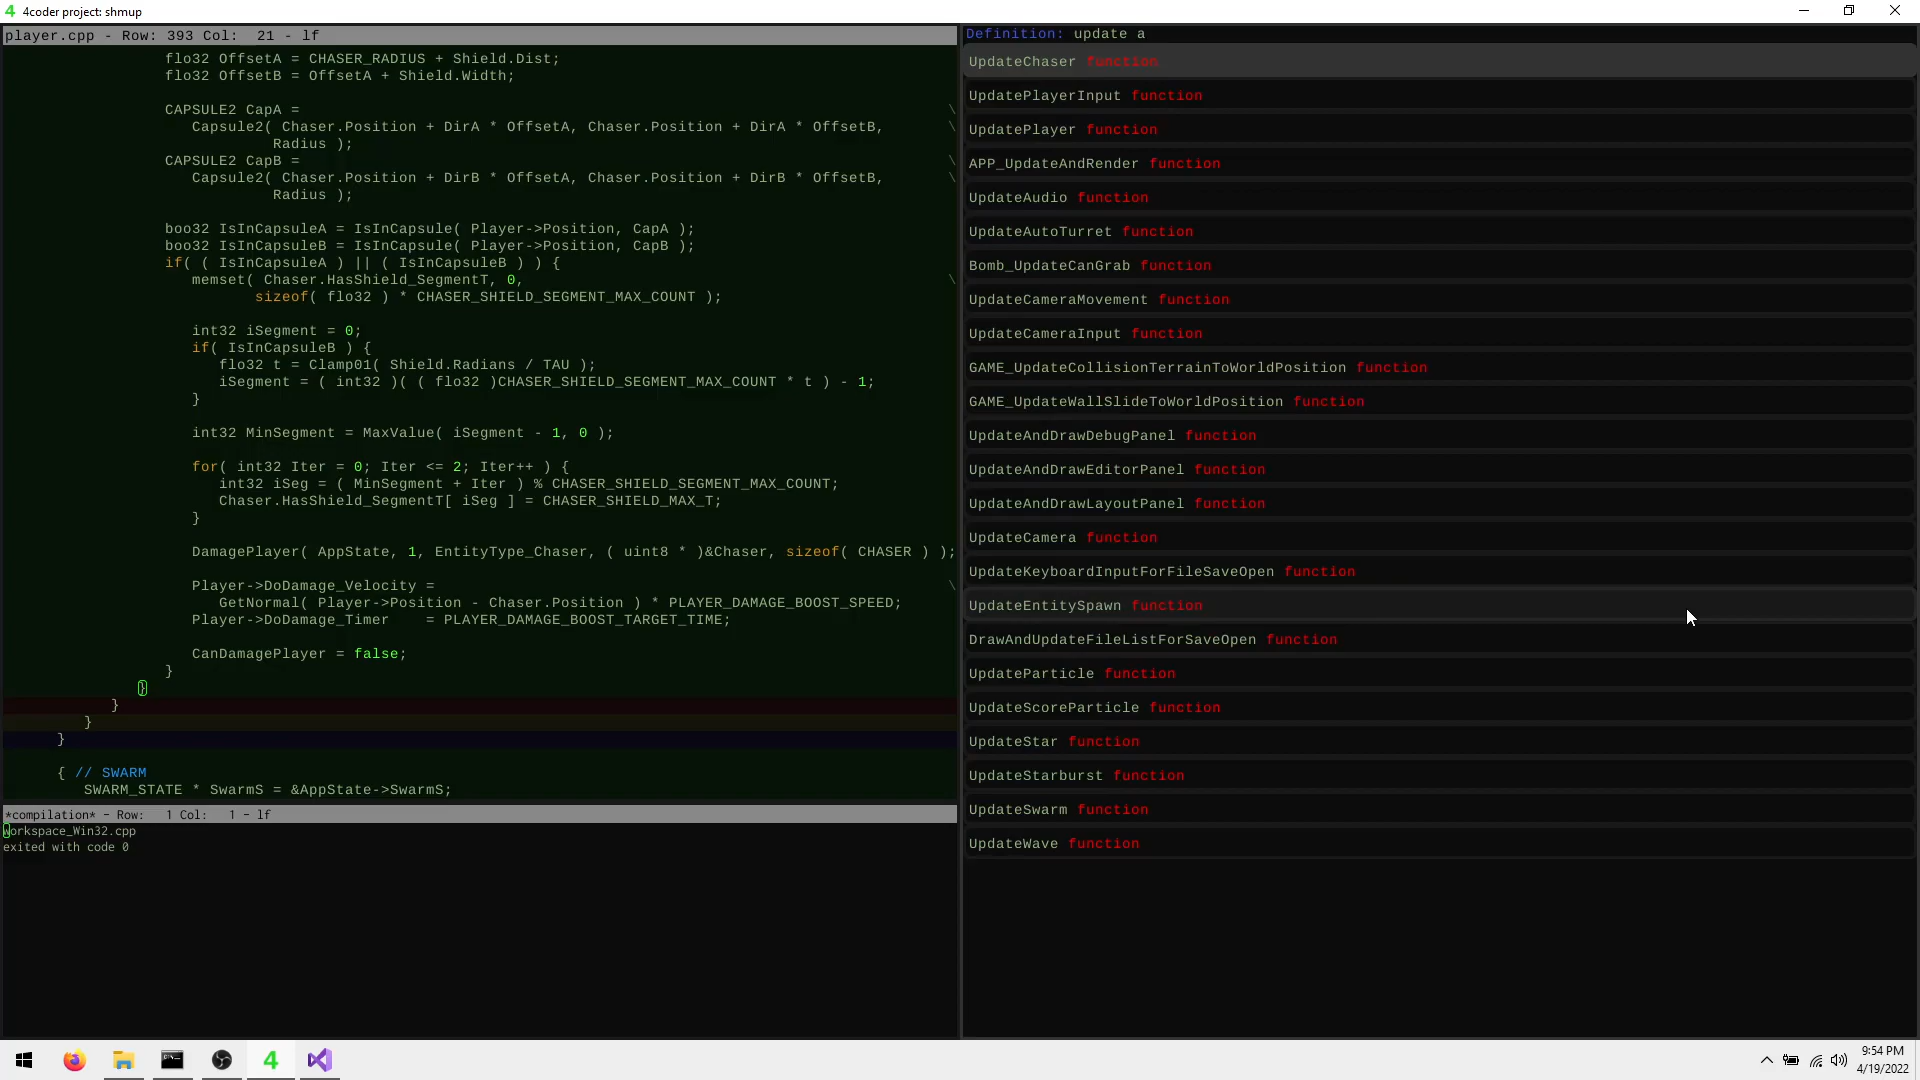 4 4coder project: shmup
player.cpp - Row: 393 Col:  21 - lf
flo32 OffsetA = CHASER_RADIUS + Shield.Dist;
flo32 OffsetB = OffsetA + Shield.Width;
CAPSULE2 CapA = \
Capsule2( Chaser.Position + DirA * OffsetA, Chaser.Position + DirA * OffsetB, \
Radius );
CAPSULE2 CapB = \
Capsule2( Chaser.Position + DirB * OffsetA, Chaser.Position + DirB * OffsetB, \
Radius );
boo32 IsInCapsuleA = IsInCapsule( Player->Position, CapA );
boo32 IsInCapsuleB = IsInCapsule( Player->Position, CapB );
if( ( IsInCapsuleA ) || ( IsInCapsuleB ) ) {
memset( Chaser.HasShield_SegmentT, 0, \
sizeof( flo32 ) * CHASER_SHIELD_SEGMENT_MAX_COUNT );
int32 iSegment = 0;
if( IsInCapsuleB ) {
flo32 t = Clamp01( Shield.Radians / TAU );
iSegment = ( int32 )( ( flo32 )CHASER_SHIELD_SEGMENT_MAX_COUNT * t ) - 1;
}
int32 MinSegment = MaxValue( iSegment - 1, 0 );
for( int32 Iter = 0; Iter <= 2; Iter++ ) {
int32 iSeg = ( MinSegment + Iter ) % CHASER_SHIELD_SEGMENT_MAX_COUNT;
Chaser.HasShield_SegmentT[ iSeg ] = CHASER_SHIELD_MAX_T;
}
DamagePlayer( AppState, 1, EntityType_Chaser, ( uint8 * )&Chaser, sizeof( CHASER ) );
Player->DoDamage_Velocity = \
GetNormal( Player->Position - Chaser.Position ) * PLAYER_DAMAGE_BOOST_SPEED;
Player->DoDamage_Timer    = PLAYER_DAMAGE_BOOST_TARGET_TIME;
CanDamagePlayer = false;
}
}
}
}
}
{ // SWARM
SWARM_STATE * SwarmS = &AppState->SwarmS;
*compilation* - Row:   1 Col:   1 - lf
workspace_Win32.cpp
exited with code 0
Definition: update a
UpdateChaser function
UpdatePlayerInput function
UpdatePlayer function
APP_UpdateAndRender function
UpdateAudio function
UpdateAutoTurret function
Bomb_UpdateCanGrab function
UpdateCameraMovement function
UpdateCameraInput function
GAME_UpdateCollisionTerrainToWorldPosition function
GAME_UpdateWallSlideToWorldPosition function
UpdateAndDrawDebugPanel function
UpdateAndDrawEditorPanel function
UpdateAndDrawLayoutPanel function
UpdateCamera function
UpdateKeyboardInputForFileSaveOpen function
UpdateEntitySpawn function
DrawAndUpdateFileListForSaveOpen function
UpdateParticle function
UpdateScoreParticle function
UpdateStar function
UpdateStarburst function
UpdateSwarm function
UpdateWave function
4
9:54 PM
4/19/2022